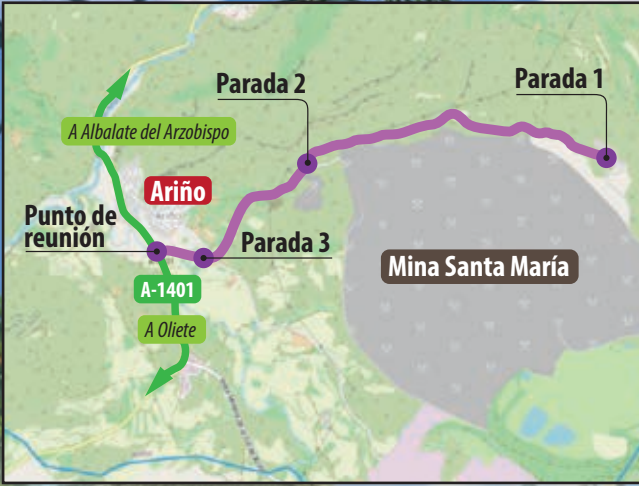 Parada 2
Parada 1
A Albalate del Arzobispo
Ariño
Punto de
reunión
Parada 3
Mina Santa María
A-1401
A Oliete